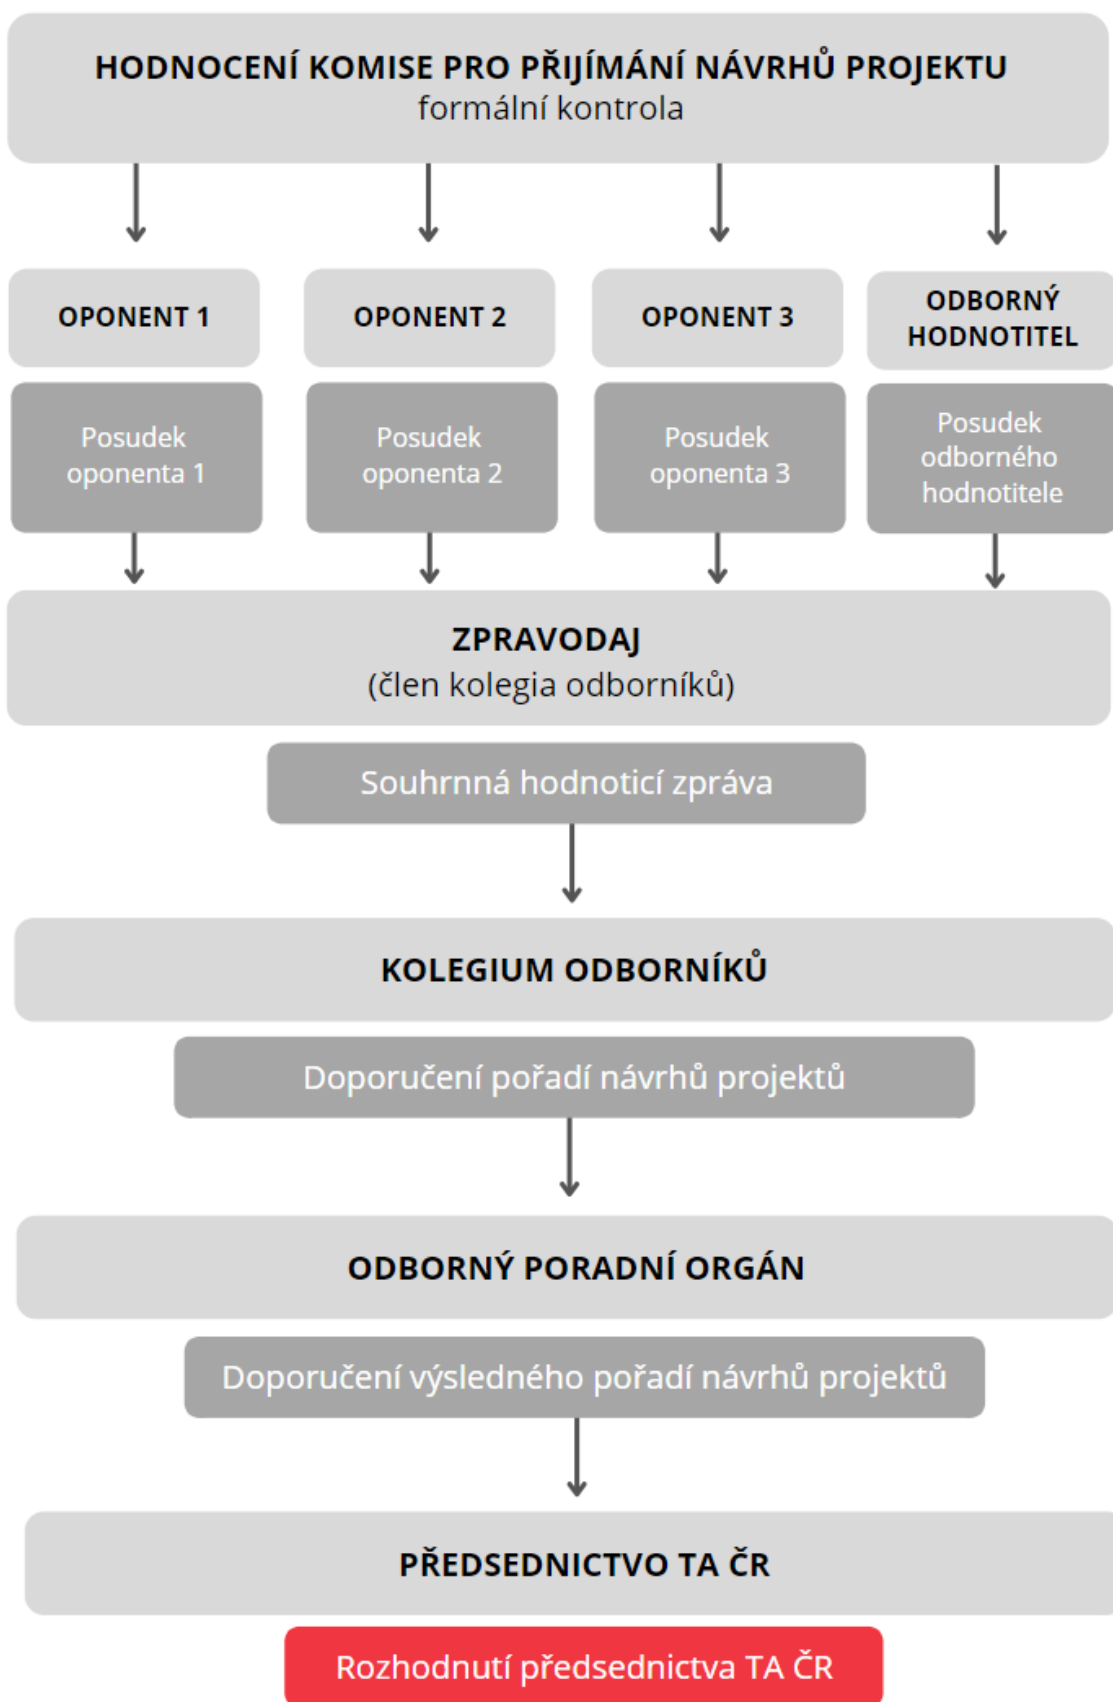 HODNOCENÍ KOMISE PRO PŘIJÍMÁNÍ NÁVRHŮ PROJEKTU
formální kontrola
OPONENT 1
OPONENT 2
OPONENT 3
ODBORNÝ
HODNOTITEL
Posudek
oponenta 1
Posudek
oponenta 2
Posudek
oponenta 3
Posudek
odborného
hodnotitele
ZPRAVODAJ
(člen kolegia odborníků)
Souhrnná hodnoticí zpráva
KOLEGIUM ODBORNÍKŮ
Doporučení pořadí návrhů projektů
ODBORNÝ PORADNÍ ORGÁN
Doporučení výsledného pořadí návrhů projektů
PŘEDSEDNICTVO TA ČR
Rozhodnutí předsednictva TA ČR